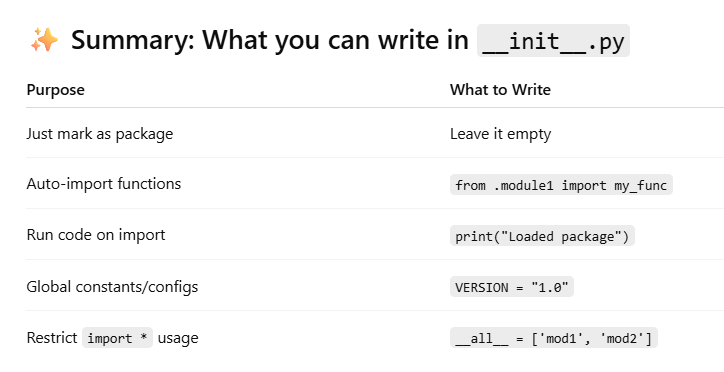 ✨ Summary: What you can write in __init__.py
Purpose What to Write
Just mark as package Leave it empty
Auto-import functions from .module1 import my_func
Run code on import print("Loaded package")
Global constants/configs VERSION = "1.0"
Restrict import * usage __all__ = ['mod1', 'mod2']